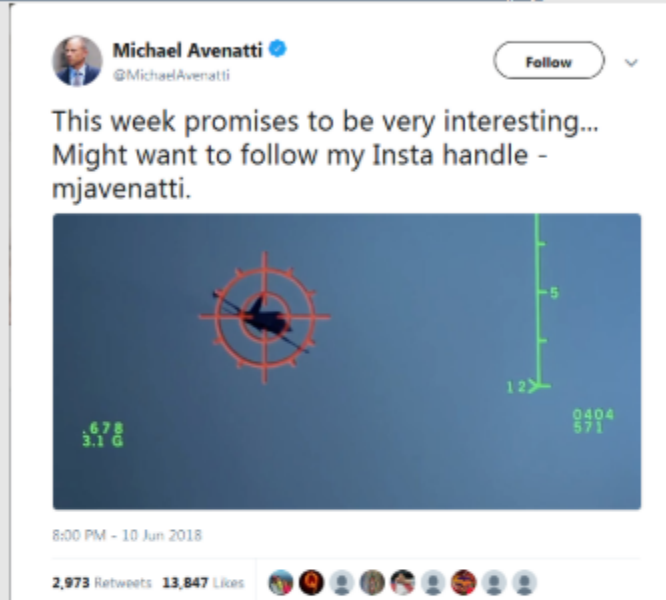 Michael Avenatti
@MichaelAvenatti
Follow
This week promises to be very interesting...
Might want to follow my Insta handle -
mjavenatti.
5
12
.678
3.1 G
0404
571
8:00 PM - 10 Jun 2018
2,973 Retweets 13,847 Likes